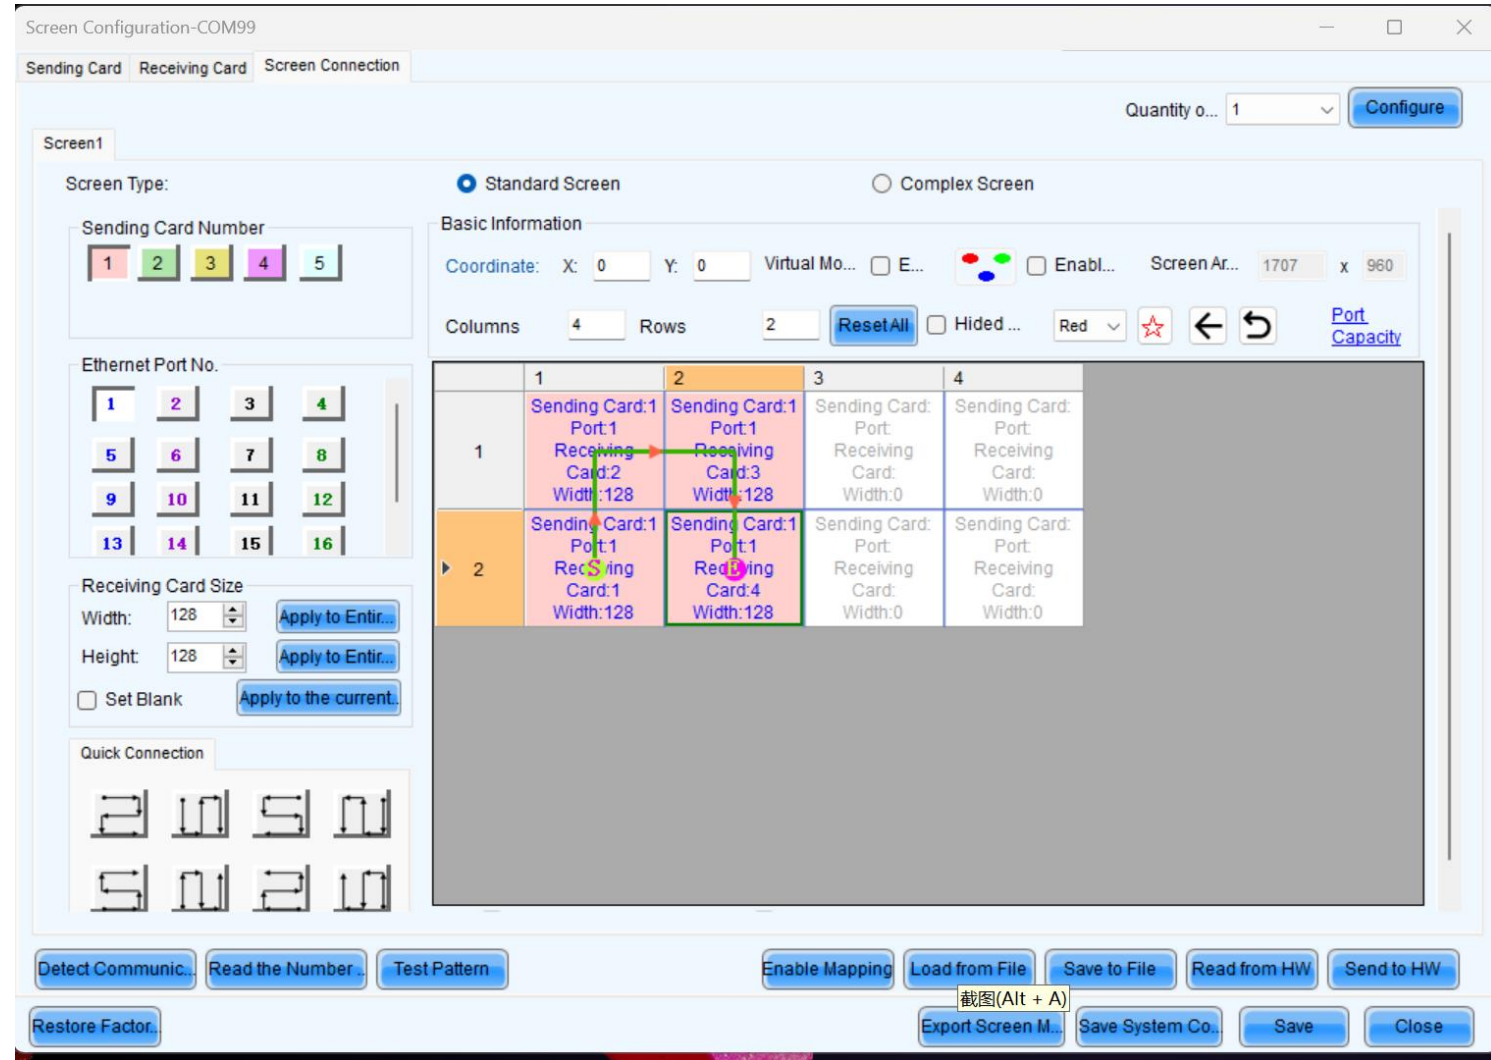 Screen Configuration-COM99
Sending Card Receiving Card Screen Connection
Quantity o... 1 Configure
Screen1
Screen Type: Standard Screen Complex Screen
Sending Card Number
1 2 3 4 5
Basic Information
Coordinate: X: 0 Y: 0 Virtual Mo... E... Enabl... Screen Ar... 1707 x 960
Columns 4 Rows 2 Reset All Hided ... Red Port
Capacity
Ethernet Port No.
1 2 3 4
5 6 7 8
9 10 11 12
13 14 15 16
1 2 3 4
1
Sending Card:1
Port:1
Receiving
Card:2
Width:128
Sending Card:1
Port:1
Receiving
Card:3
Width:128
Sending Card:
Port:
Receiving
Card:
Width:0
Sending Card:
Port:
Receiving
Card:
Width:0
2
Sending Card:1
Port:1
Receiving
Card:1
Width:128
S
Sending Card:1
Port:1
Receiving
Card:4
Width:128
E
Sending Card:
Port:
Receiving
Card:
Width:0
Sending Card:
Port:
Receiving
Card:
Width:0
Receiving Card Size
Width: 128 Apply to Entir...
Height: 128 Apply to Entir...
Set Blank Apply to the current..
Quick Connection
Detect Communic... Read the Number .. Test Pattern Enable Mapping Load from File Save to File Read from HW Send to HW
截图(Alt + A)
Restore Factor... Export Screen M... Save System Co... Save Close